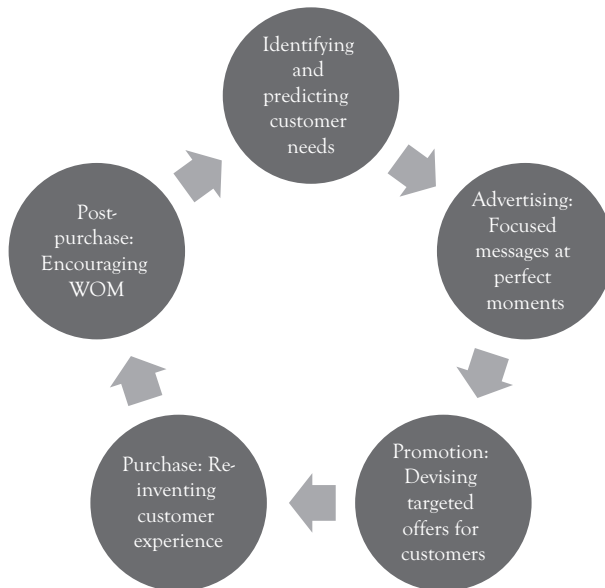 Identifying
and
predicting
customer
needs
Advertising:
Focused
messages at
perfect
moments
Promotion:
Devising
targeted
offers for
customers
Purchase: Re-
inventing
customer
experience
Post-
purchase:
Encouraging
WOM